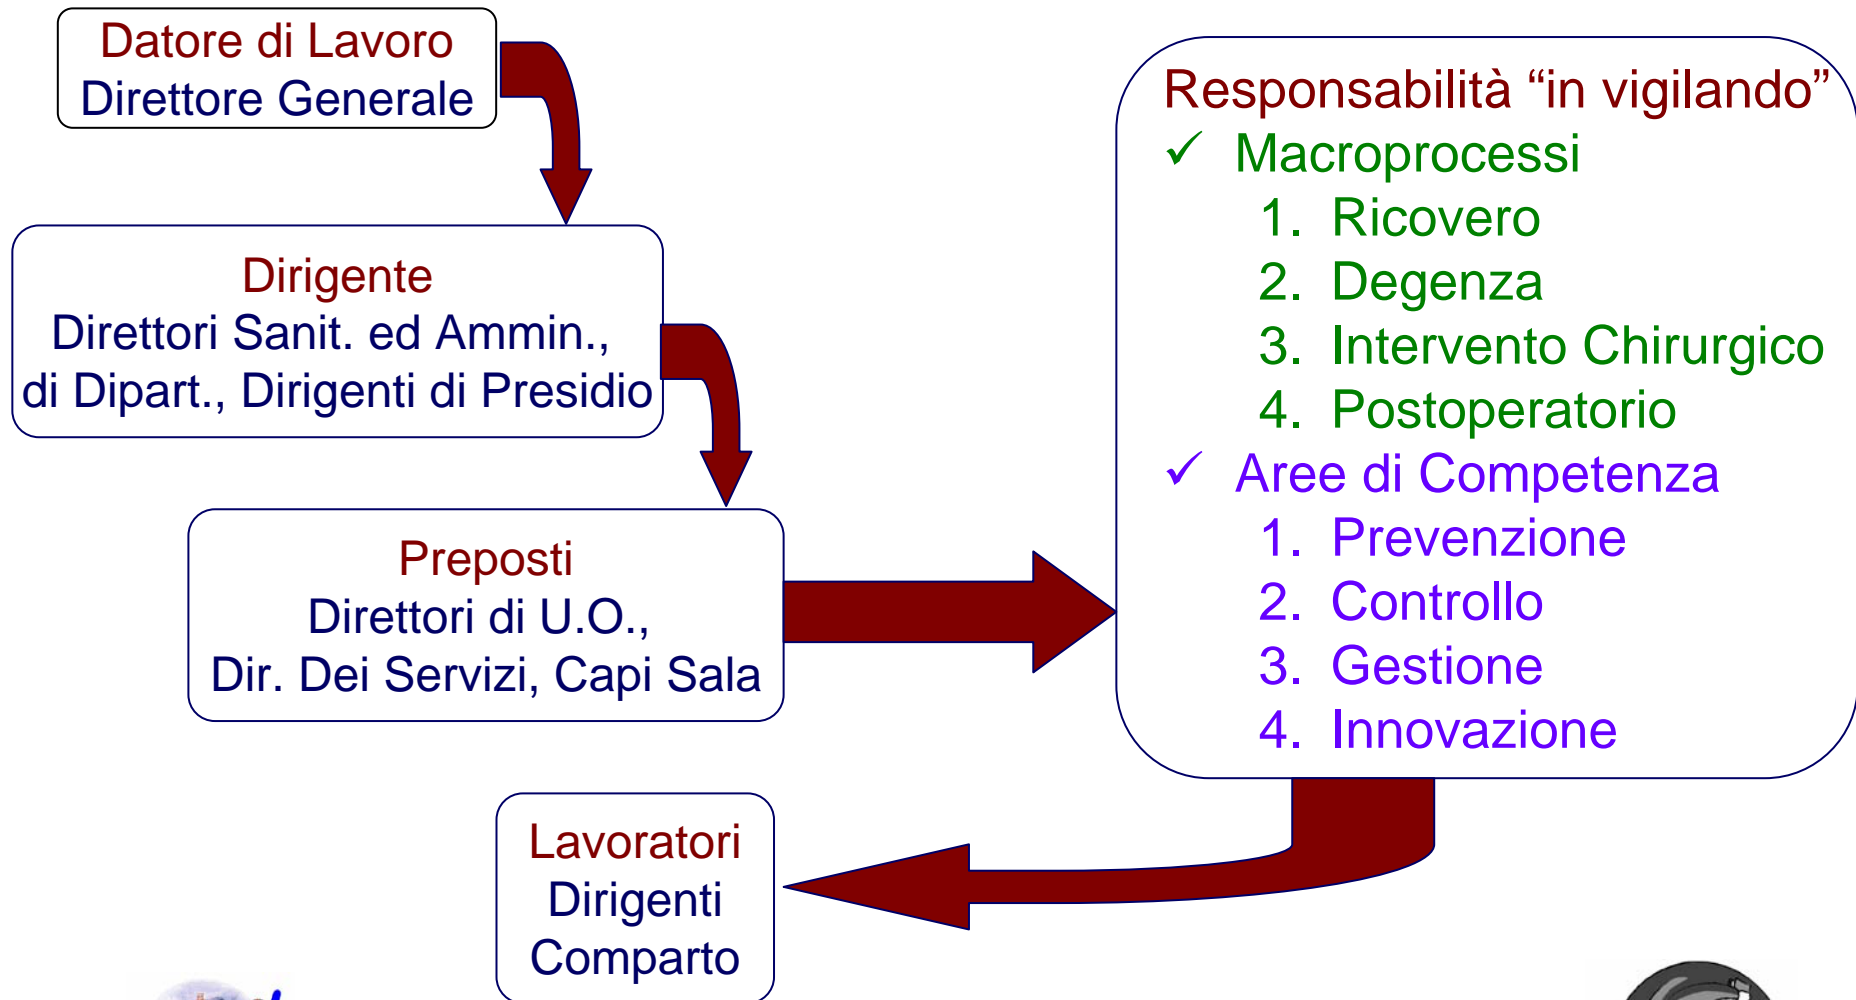 Datore di Lavoro
Direttore Generale
Dirigente
Direttori Sanit. ed Ammin.,
di Dipart., Dirigenti di Presidio
Preposti
Direttori di U.O.,
Dir. Dei Servizi, Capi Sala
Responsabilità “in vigilando”
✓ Macroprocessi
1. Ricovero
2. Degenza
3. Intervento Chirurgico
4. Postoperatorio
✓ Aree di Competenza
1. Prevenzione
2. Controllo
3. Gestione
4. Innovazione
Lavoratori
Dirigenti
Comparto